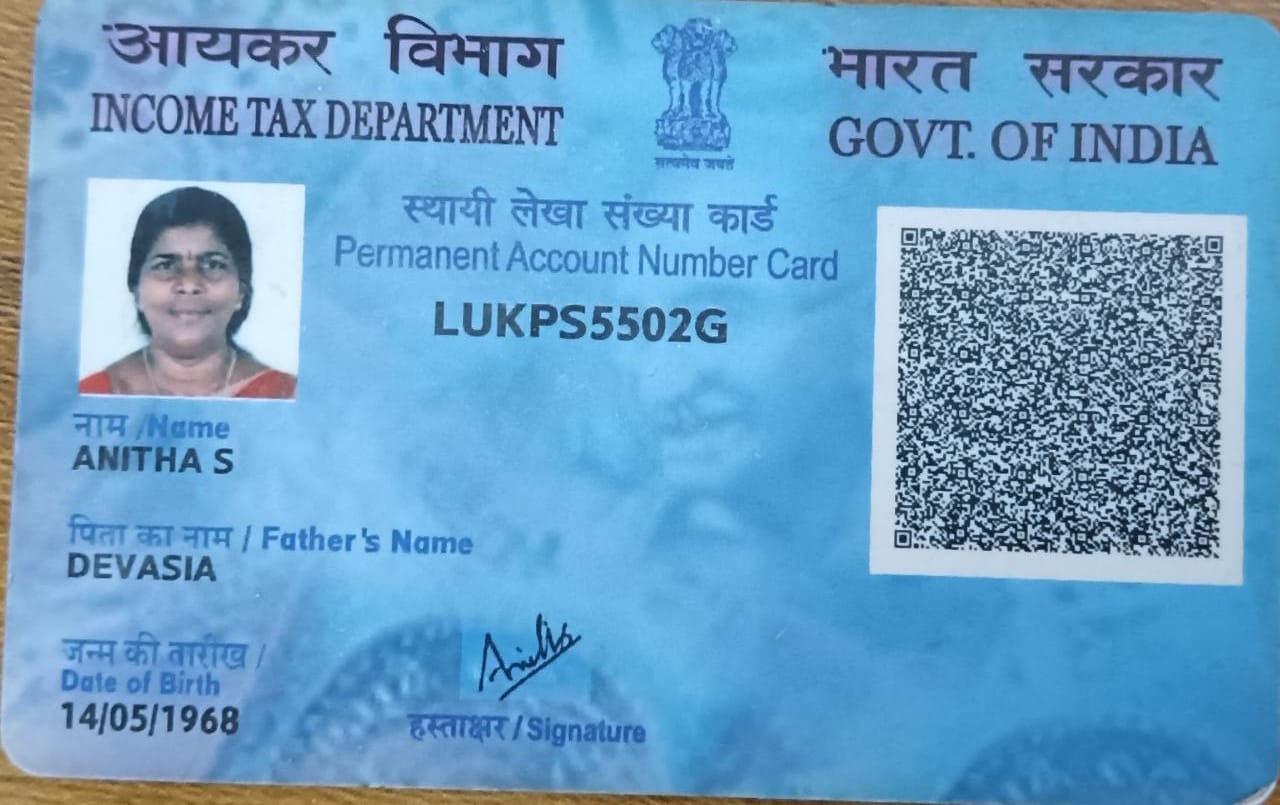 आयकर विभाग
INCOME TAX DEPARTMENT
सत्यमेव जयते
भारत सरकार
GOVT. OF INDIA
स्थायी लेखा संख्या कार्ड
Permanent Account Number Card
LUKPS5502G
नाम /Name
ANITHA S
पिता का नाम / Father's Name
DEVASIA
जन्म की तारीख /
Date of Birth
14/05/1968
Anitha
हस्ताक्षर / Signature